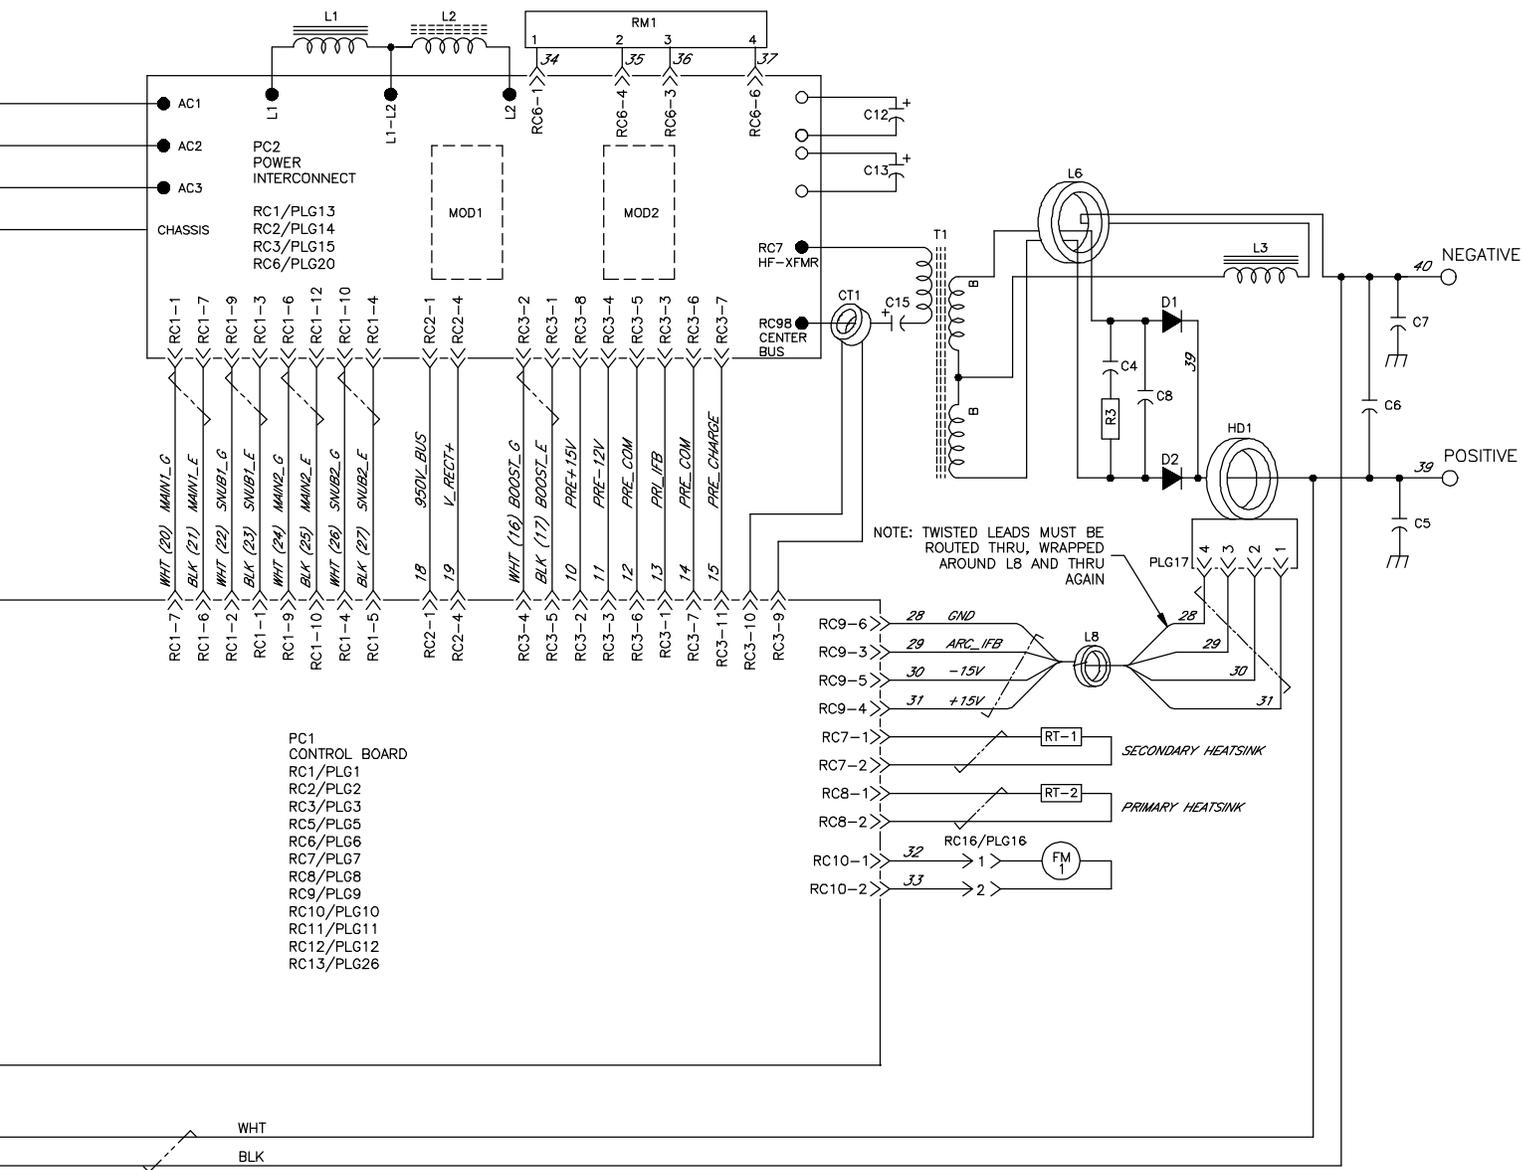 L1
L2
RM1
1 2 3 4
34 35 36 37
AC1
AC2
AC3
CHASSIS
L1
L1-L2
L2
RC6-1
RC6-4
RC6-3
RC6-6
PC2
POWER
INTERCONNECT
RC1/PLG13
RC2/PLG14
RC3/PLG15
RC6/PLG20
MOD1
MOD2
C12
+
C13
+
RC7
HF-XFMR
RC98
CENTER
BUS
CT1
C15
+
T1
B
B
L6
L3
40
NEGATIVE
C7
D1
39
C4
C8
R3
C6
D2
HD1
39
POSITIVE
C5
RC1-1
RC1-7
RC1-9
RC1-3
RC1-6
RC1-12
RC1-10
RC1-4
RC2-1
RC2-4
RC3-2
RC3-1
RC3-8
RC3-4
RC3-5
RC3-3
RC3-6
RC3-7
WHT (20) MAIN1_G
BLK (21) MAIN1_E
WHT (22) SNUB1_G
BLK (23) SNUB1_E
WHT (24) MAIN2_G
BLK (25) MAIN2_E
WHT (26) SNUB2_G
BLK (27) SNUB2_E
18 950V_BUS
19 V_RECT+
WHT (16) BOOST_G
BLK (17) BOOST_E
10 PRE+15V
11 PRE-12V
12 PRE_COM
13 PRI_IFB
14 PRE_COM
15 PRE_CHARGE
RC1-7
RC1-6
RC1-2
RC1-1
RC1-9
RC1-10
RC1-4
RC1-5
RC2-1
RC2-4
RC3-4
RC3-5
RC3-2
RC3-3
RC3-6
RC3-1
RC3-7
RC3-11
RC3-10
RC3-9
NOTE: TWISTED LEADS MUST BE
ROUTED THRU, WRAPPED
AROUND L8 AND THRU
AGAIN
PLG17
4 3 2 1
RC9-6 28 GND
RC9-3 29 ARC_IFB
RC9-5 30 -15V
RC9-4 31 +15V
L8
28
29
30
31
RC7-1
RT-1
SECONDARY HEATSINK
RC7-2
RC8-1
RT-2
PRIMARY HEATSINK
RC8-2
RC16/PLG16
RC10-1 32 1
FM
1
RC10-2 33 2
PC1
CONTROL BOARD
RC1/PLG1
RC2/PLG2
RC3/PLG3
RC5/PLG5
RC6/PLG6
RC7/PLG7
RC8/PLG8
RC9/PLG9
RC10/PLG10
RC11/PLG11
RC12/PLG12
RC13/PLG26
WHT
BLK